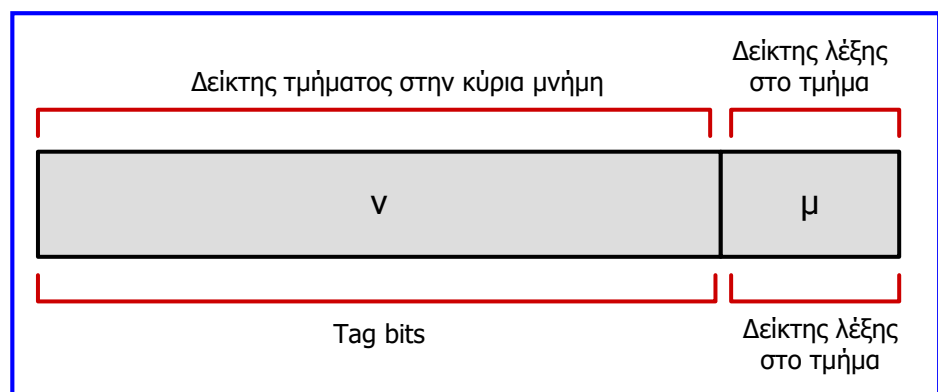 Δείκτης τμήματος στην κύρια μνήμη
Δείκτης λέξης
στο τμήμα
ν
μ
Tag bits
Δείκτης λέξης
στο τμήμα